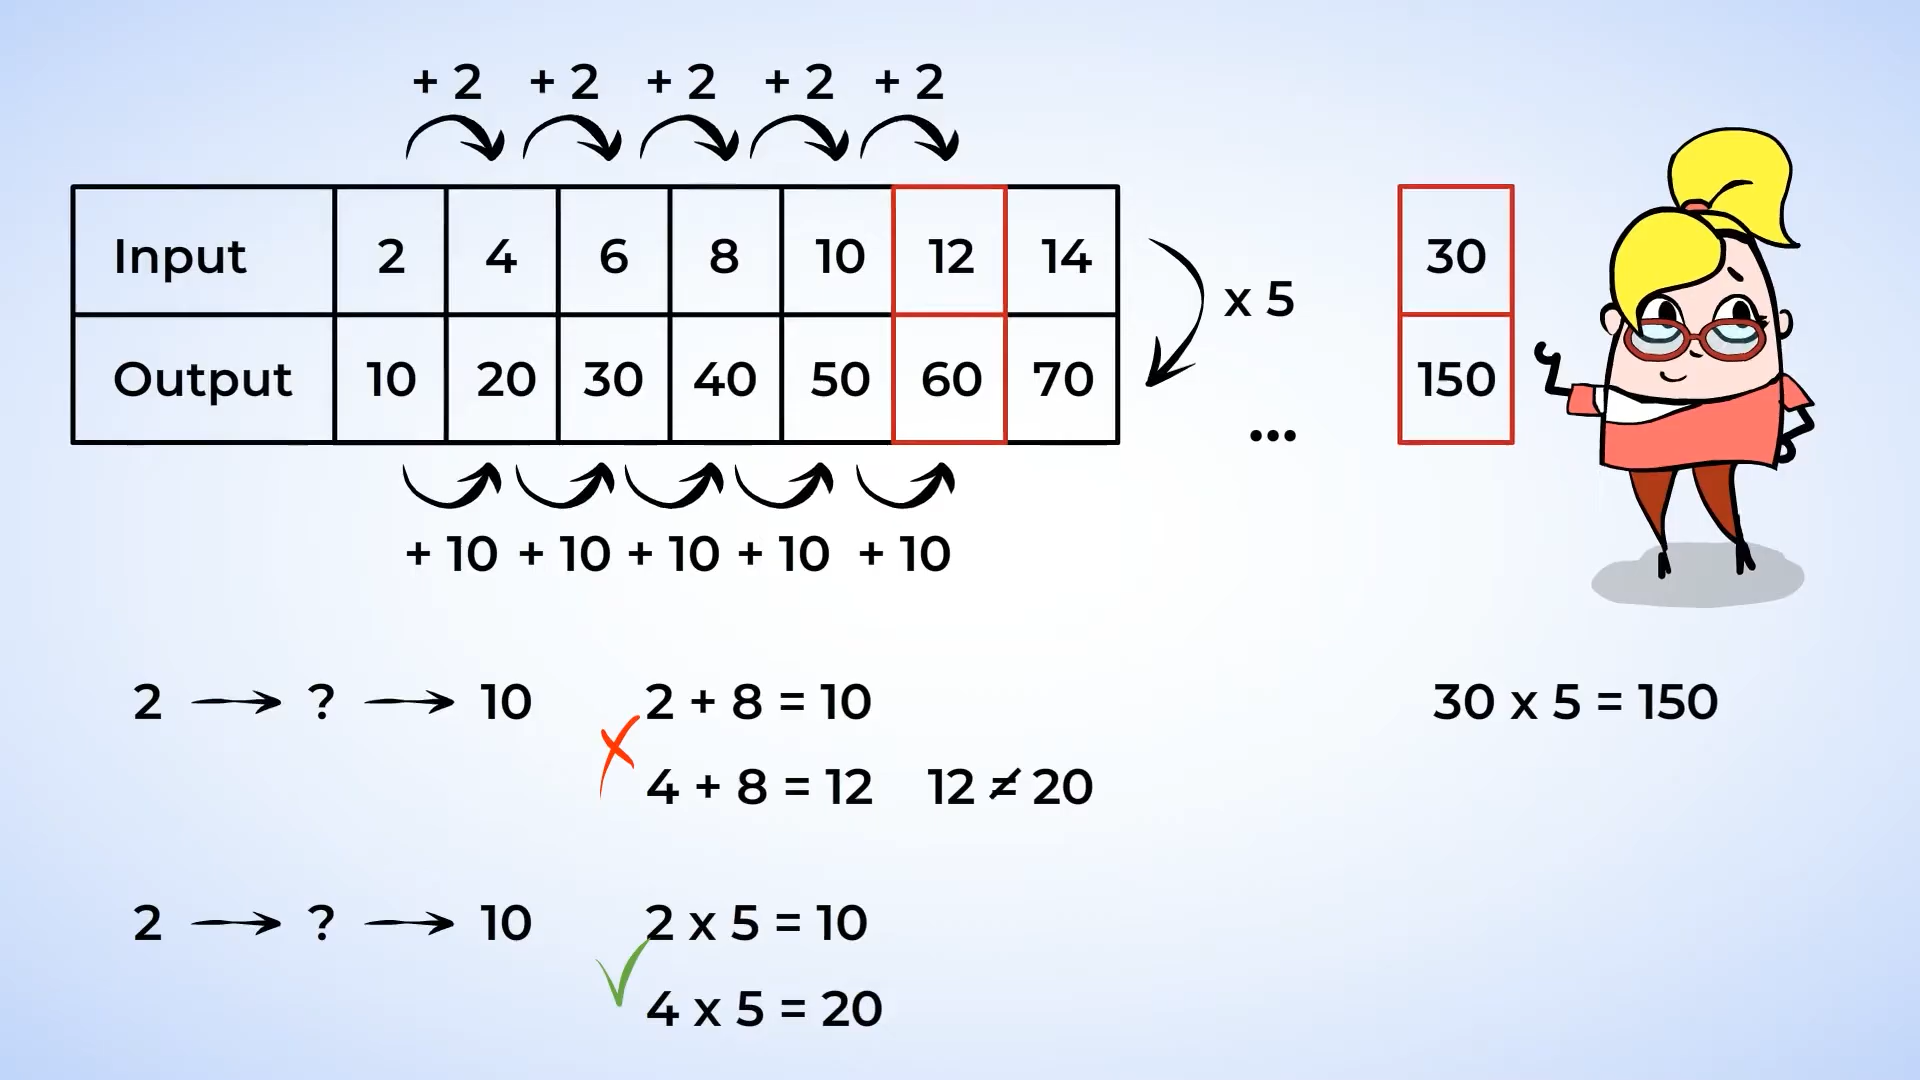 + 2 + 2 + 2 + 2 + 2
Input 2 4 6 8 10 12 14
x 5
30
Output 10 20 30 40 50 60 70
...
150
+ 10 + 10 + 10 + 10 + 10
2 → ? → 10
2 + 8 = 10
4 + 8 = 12 12 ≠ 20
30 x 5 = 150
2 → ? → 10
2 x 5 = 10
4 x 5 = 20